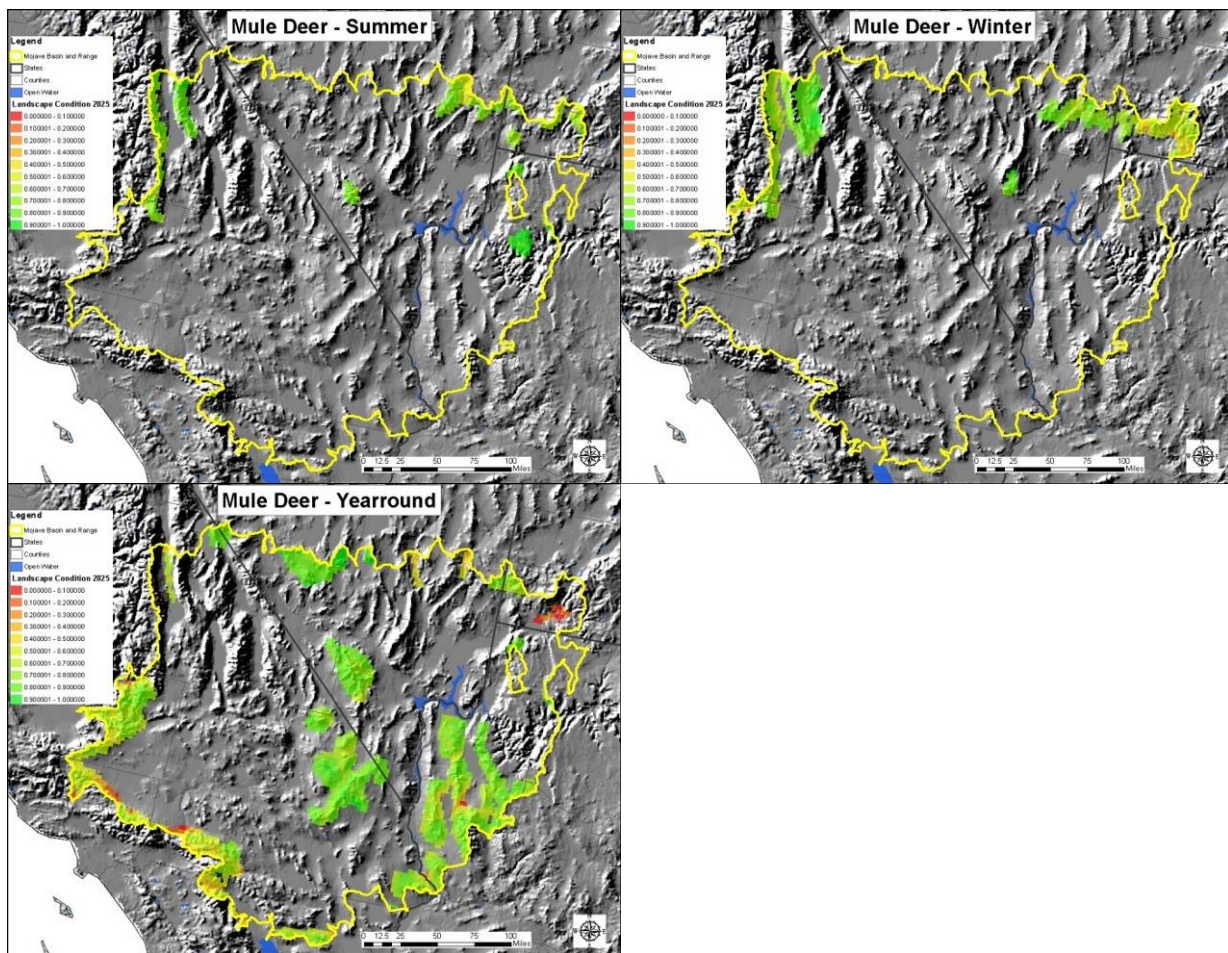 Mule Deer - Summer
Legend
Mojave Basin and Range
States
Counties
Open Water
Landscape Condition 2025
0.000000 - 0.100000
0.100001 - 0.200000
0.200001 - 0.300000
0.300001 - 0.400000
0.400001 - 0.500000
0.500001 - 0.600000
0.600001 - 0.700000
0.700001 - 0.800000
0.800001 - 0.900000
0.900001 - 1.000000
0 12.5 25 50 75 100
Miles
N
W E
S
Mule Deer - Winter
Legend
Mojave Basin and Range
States
Counties
Open Water
Landscape Condition 2025
0.000000 - 0.100000
0.100001 - 0.200000
0.200001 - 0.300000
0.300001 - 0.400000
0.400001 - 0.500000
0.500001 - 0.600000
0.600001 - 0.700000
0.700001 - 0.800000
0.800001 - 0.900000
0.900001 - 1.000000
0 12.5 25 50 75 100
Miles
N
W E
S
Mule Deer - Yearround
Legend
Mojave Basin and Range
States
Counties
Open Water
Landscape Condition 2025
0.000000 - 0.100000
0.100001 - 0.200000
0.200001 - 0.300000
0.300001 - 0.400000
0.400001 - 0.500000
0.500001 - 0.600000
0.600001 - 0.700000
0.700001 - 0.800000
0.800001 - 0.900000
0.900001 - 1.000000
0 12.5 25 50 75 100
Miles
N
W E
S